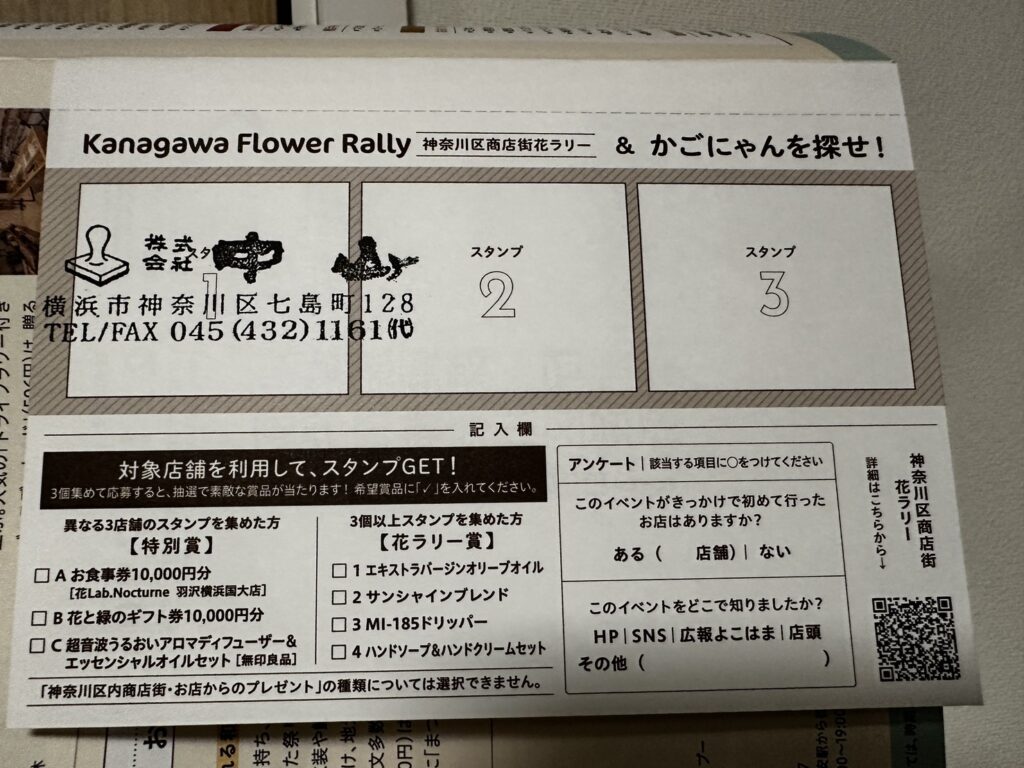 Kanagawa Flower Rally 神奈川区商店街花ラリー & かごにゃんを探せ!
株式会社 中山
横浜市神奈川区七島町128
TEL/FAX 045(432)1161(代)
1
スタンプ
2
スタンプ
3
記入欄
対象店舗を利用して、スタンプGET!
3個集めて応募すると、抽選で素敵な賞品が当たります! 希望賞品に「✓」を入れてください。
異なる3店舗のスタンプを集めた方
【特別賞】
□ A お食事券10,000円分
[花Lab.Nocturne 羽沢横浜国大店]
□ B 花と緑のギフト券10,000円分
□ C 超音波うるおいアロマディフューザー&
エッセンシャルオイルセット [無印良品]
3個以上スタンプを集めた方
【花ラリー賞】
□ 1 エキストラバージンオリーブオイル
□ 2 サンシャインブレンド
□ 3 MI-185ドリッパー
□ 4 ハンドソープ&ハンドクリームセット
「神奈川区内商店街・お店からのプレゼント」の種類については選択できません。
アンケート|該当する項目に○をつけてください
このイベントがきっかけで初めて行った
お店はありますか?
ある( 店舗)| ない
このイベントをどこで知りましたか?
HP|SNS|広報よこはま|店頭
その他( )
神奈川区商店街
花ラリー
詳細はこちらから→